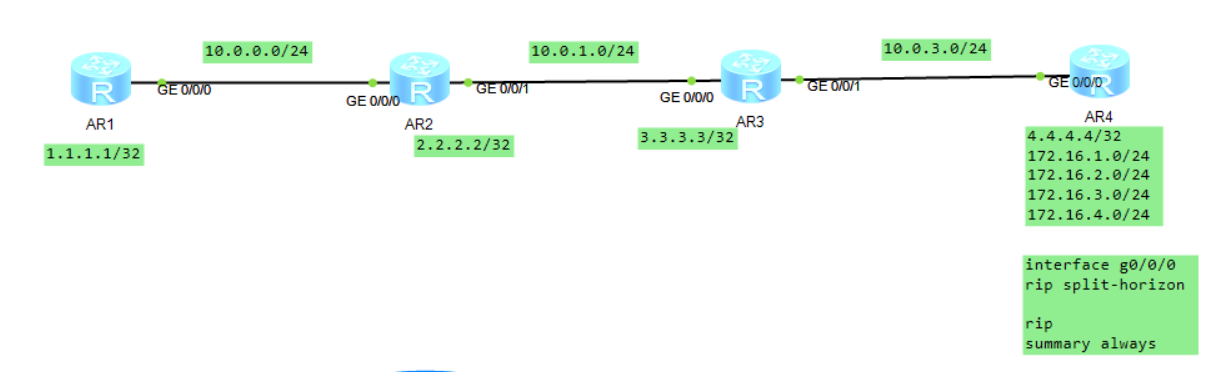 10.0.0.0/24
10.0.1.0/24
10.0.3.0/24
GE 0/0/0
GE 0/0/0
GE 0/0/1
GE 0/0/0
GE 0/0/1
GE 0/0/0
R
R
R
R
AR1
AR2
AR3
AR4
1.1.1.1/32
2.2.2.2/32
3.3.3.3/32
4.4.4.4/32
172.16.1.0/24
172.16.2.0/24
172.16.3.0/24
172.16.4.0/24
interface g0/0/0
rip split-horizon
rip
summary always